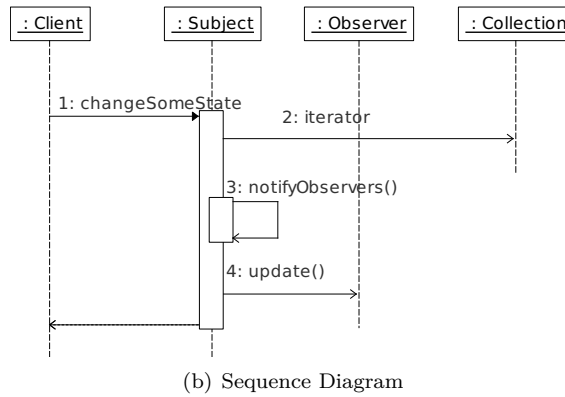 _: Client
_: Subject
_: Observer
_: Collection
1: changeSomeState
2: iterator
3: notifyObservers()
4: update()
(b) Sequence Diagram